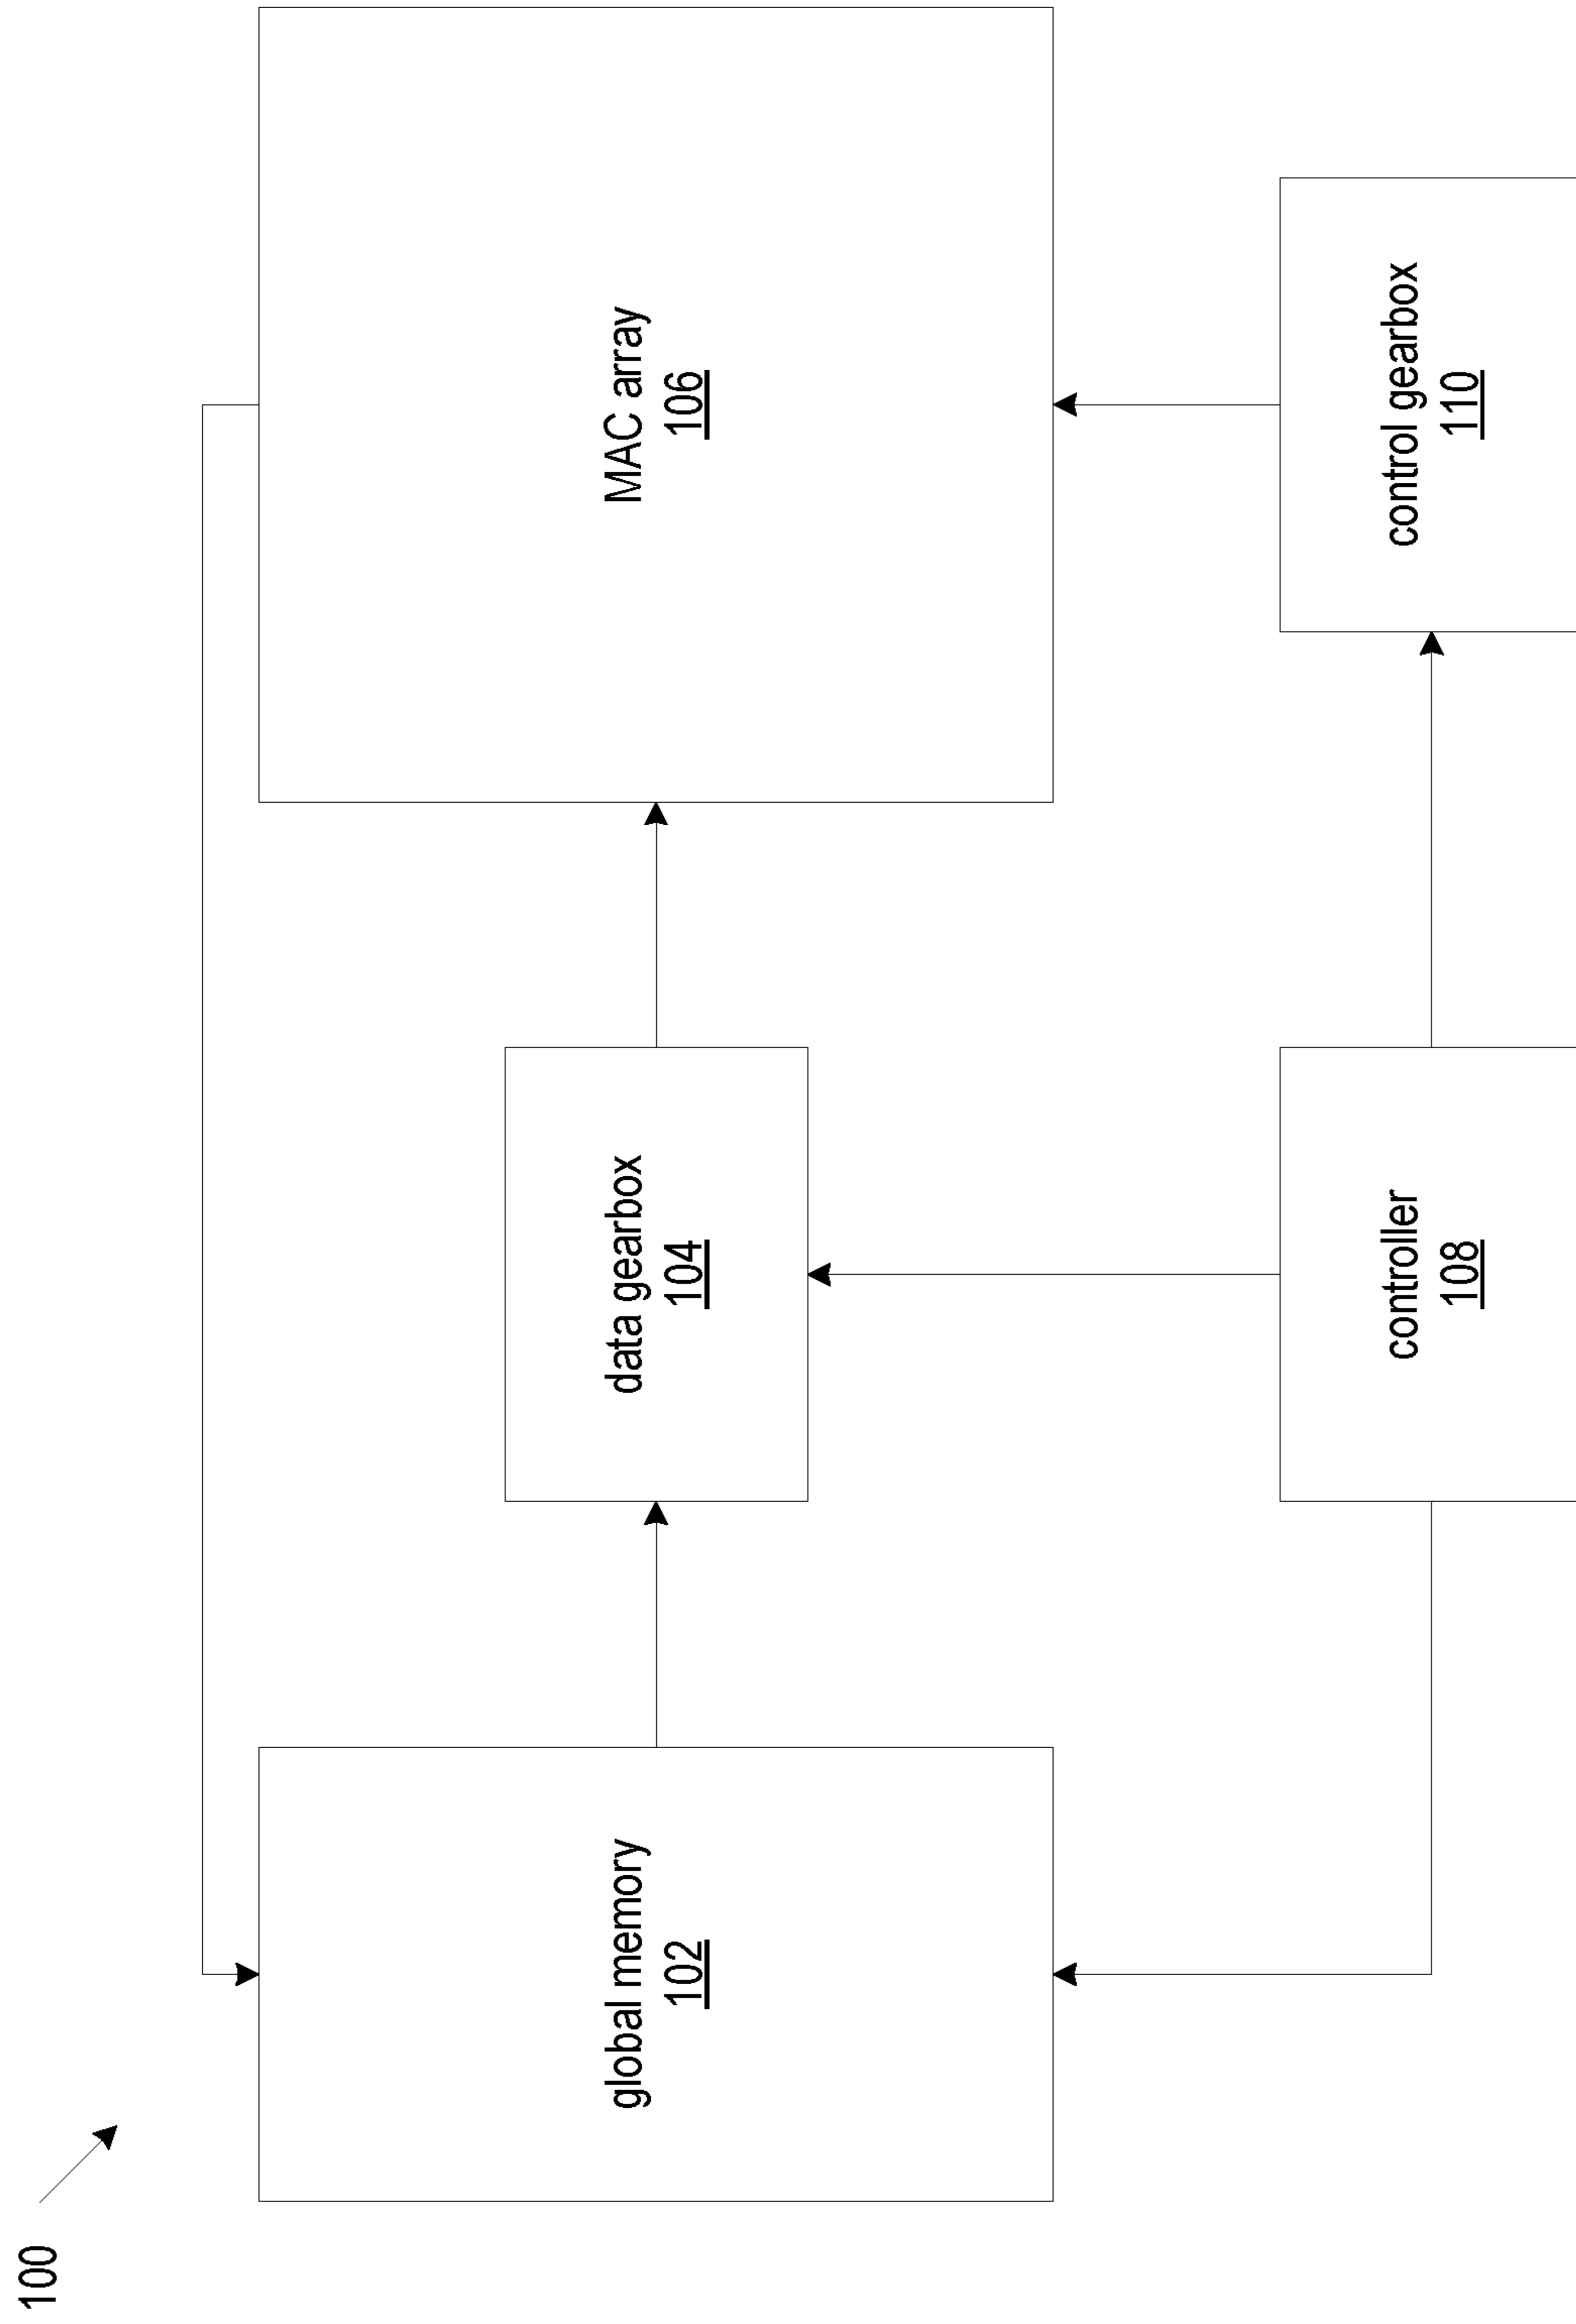 100
global memory
102
data gearbox
104
MAC array
106
controller
108
control gearbox
110